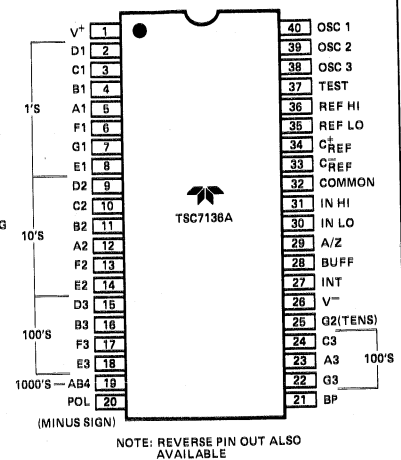 V+ 1
D1 2
C1 3
B1 4
A1 5
F1 6
G1 7
E1 8
1'S
D2 9
C2 10
B2 11
A2 12
F2 13
E2 14
10'S
D3 15
B3 16
F3 17
E3 18
100'S
1000'S AB4 19
POL 20
(MINUS SIGN)
G
TSC7136A
40 OSC 1
39 OSC 2
38 OSC 3
37 TEST
36 REF HI
35 REF LO
34 C+REF
33 C−REF
32 COMMON
31 IN HI
30 IN LO
29 A/Z
28 BUFF
27 INT
26 V−
25 G2(TENS)
24 C3
23 A3
22 G3
100'S
21 BP
NOTE: REVERSE PIN OUT ALSO
AVAILABLE